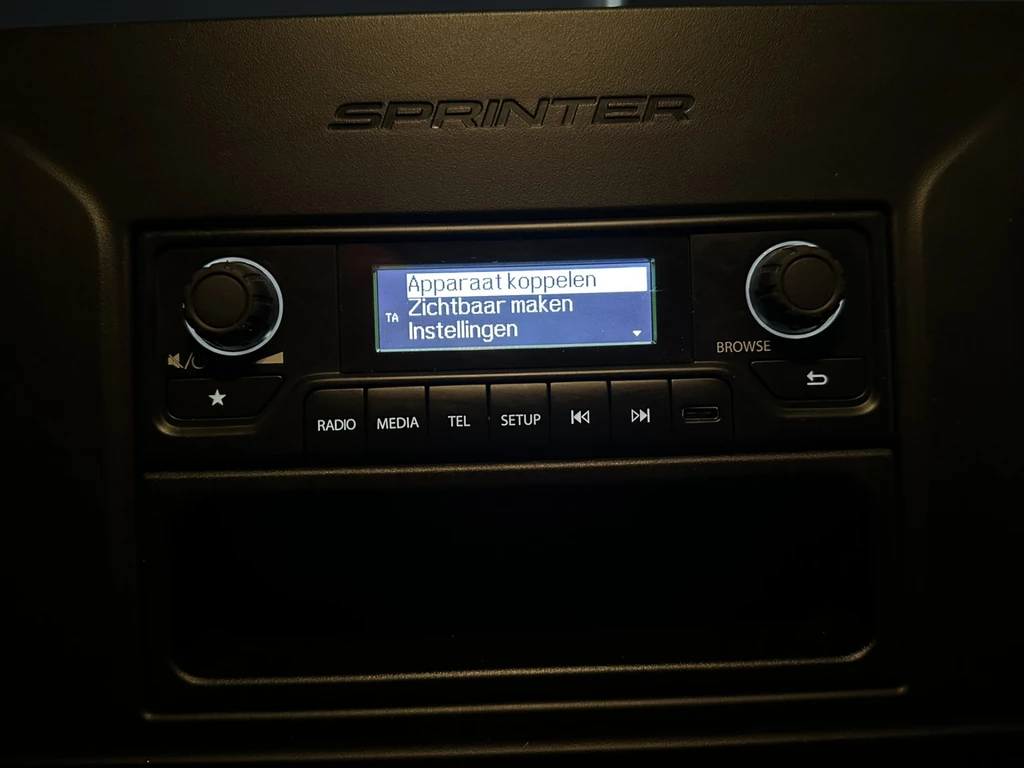 SPRINTER
Apparaat koppelen
Zichtbaar maken
TA
Instellingen
BROWSE
RADIO
MEDIA
TEL
SETUP